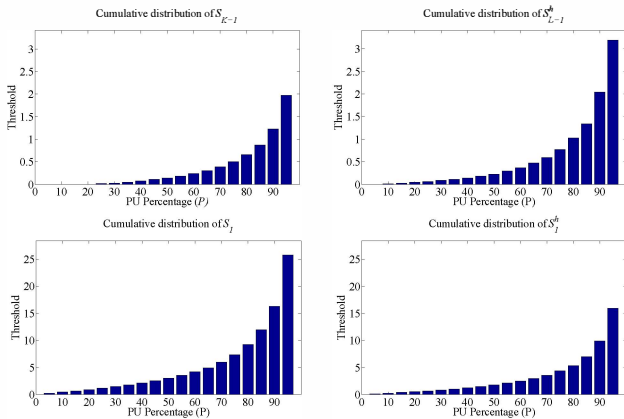 Cumulative distribution of S_{K-1}
Threshold
3
2.5
2
1.5
1
0.5
0
0 10 20 30 40 50 60 70 80 90
PU Percentage (P)
Cumulative distribution of S^h_{L-1}
Threshold
3
2.5
2
1.5
1
0.5
0
0 10 20 30 40 50 60 70 80 90
PU Percentage (P)
Cumulative distribution of S_1
Threshold
25
20
15
10
5
0
0 10 20 30 40 50 60 70 80 90
PU Percentage (P)
Cumulative distribution of S^h_1
Threshold
25
20
15
10
5
0
0 10 20 30 40 50 60 70 80 90
PU Percentage (P)